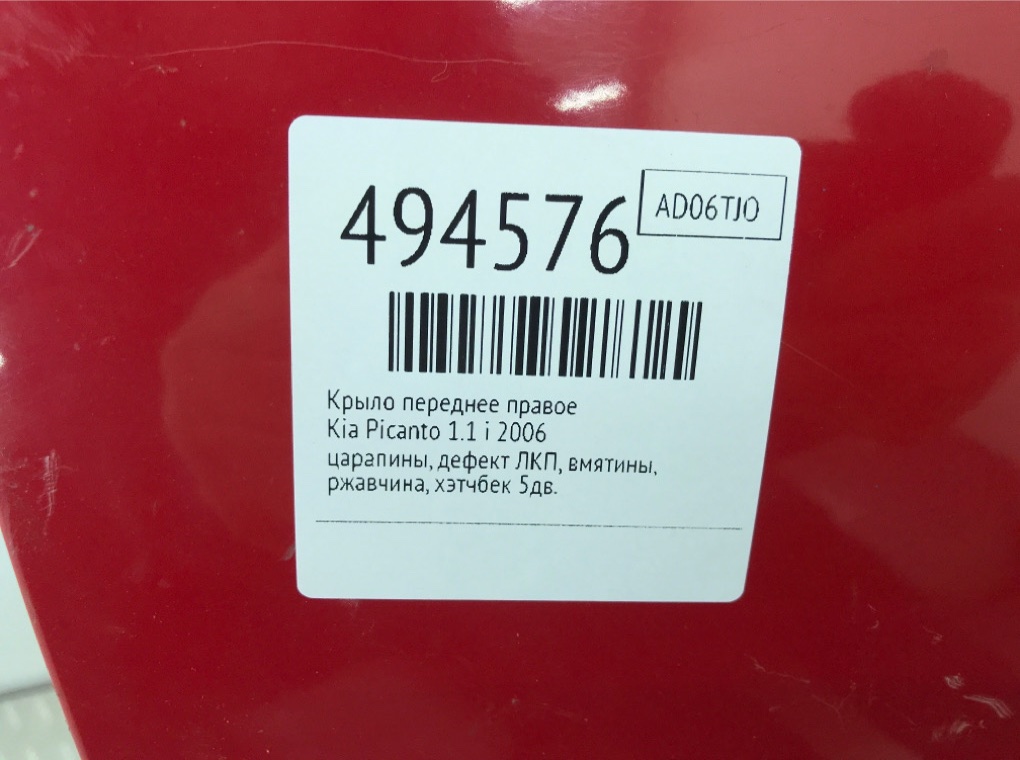 494576
AD06TJO
Крыло переднее правое
Kia Picanto 1.1 i 2006
царапины, дефект ЛКП, вмятины,
ржавчина, хэтчбек 5дв.